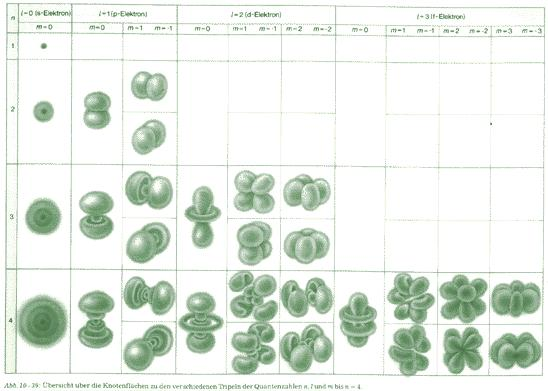 n
l=0 (s-Elektron)
l=1 (p-Elektron)
l=2 (d-Elektron)
l=3 (f-Elektron)
m=0
m=0
m=1 m=-1
m=0
m=1 m=-1
m=2 m=-2
m=0
m=1 m=-1
m=2 m=-2
m=3 m=-3
1
2
3
4
Abb. 10-29: Übersicht über die Knotenflächen zu den verschiedenen Tripeln der Quantenzahlen n, l und m bis n = 4.